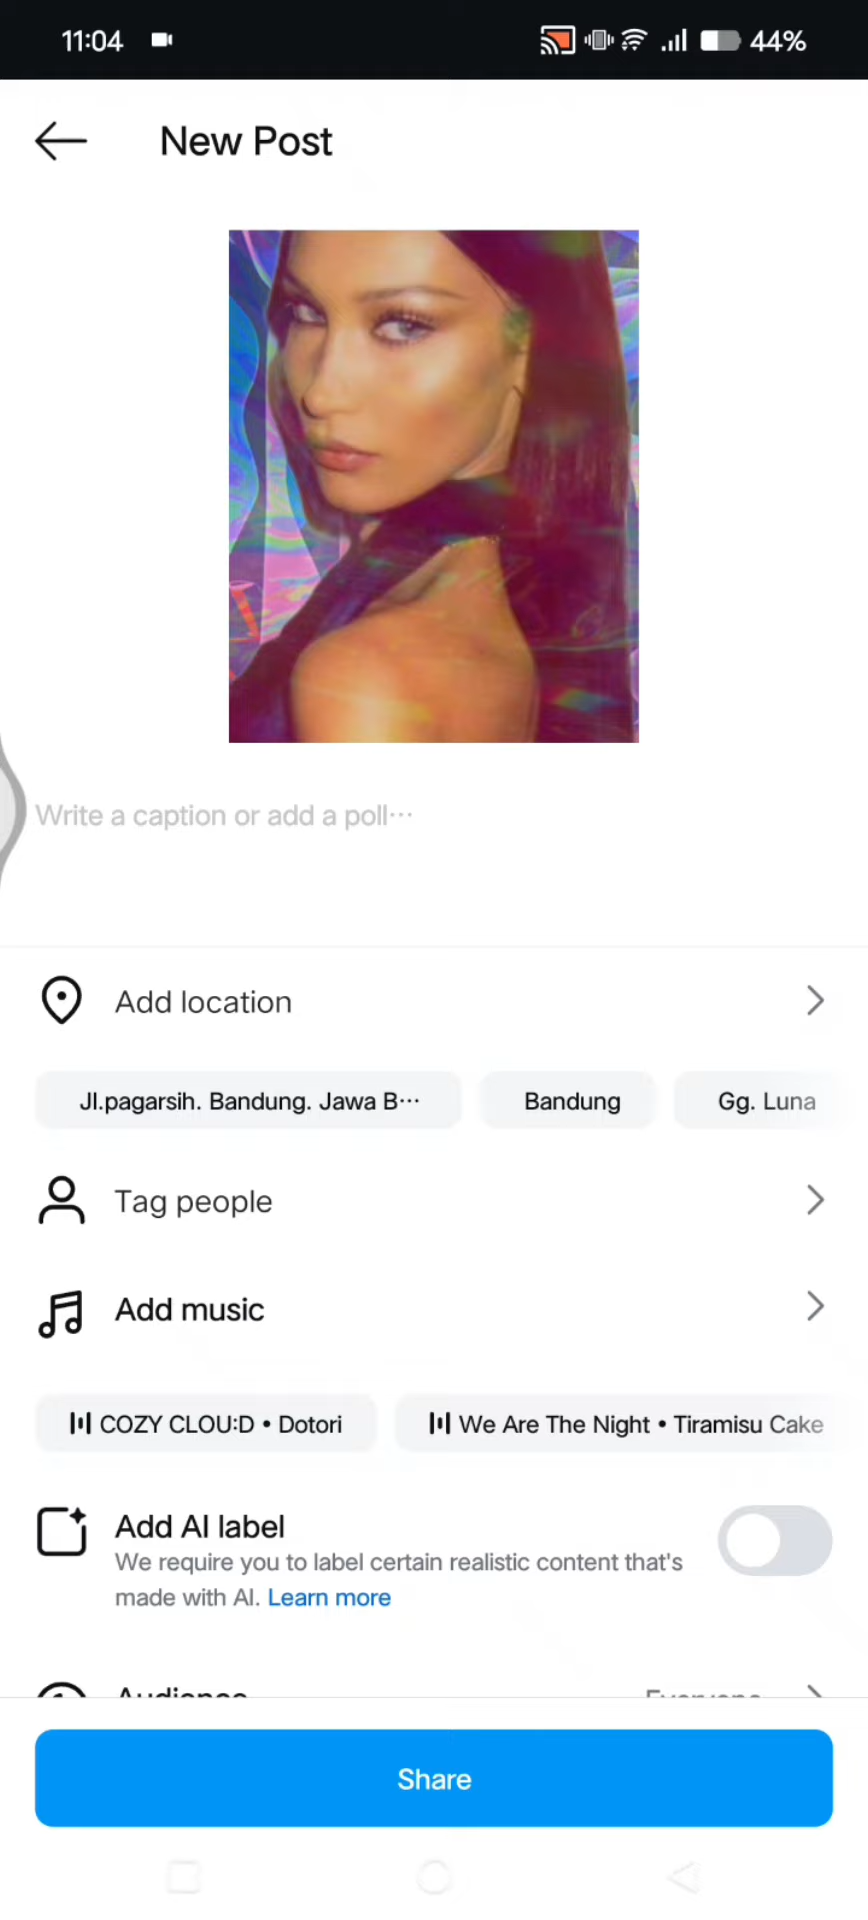 11:04 44%
New Post
Write a caption or add a poll···
Add location
Jl.pagarsih. Bandung. Jawa B··· Bandung Gg. Luna
Tag people
Add music
COZY CLOU:D • Dotori We Are The Night • Tiramisu Cake
Add AI label
We require you to label certain realistic content that's
made with AI. Learn more
Audience Everyone
Share